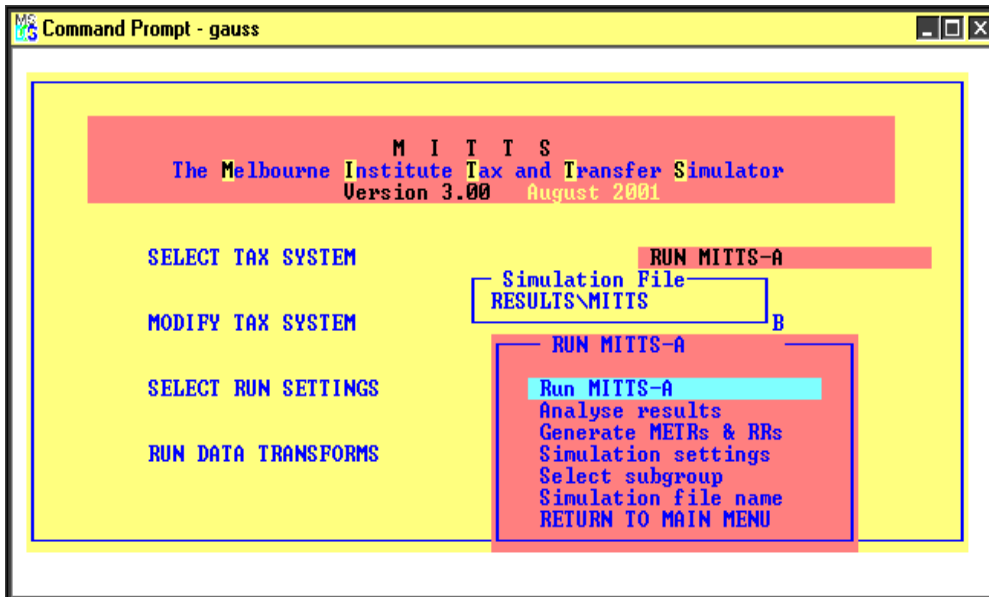 Command Prompt - gauss
M I T T S
The Melbourne Institute Tax and Transfer Simulator
Version 3.00 August 2001
SELECT TAX SYSTEM
RUN MITTS-A
Simulation File
RESULTS\MITTS
MODIFY TAX SYSTEM
B
RUN MITTS-A
SELECT RUN SETTINGS
Run MITTS-A
Analyse results
Generate METRs & RRs
RUN DATA TRANSFORMS
Simulation settings
Select subgroup
Simulation file name
RETURN TO MAIN MENU